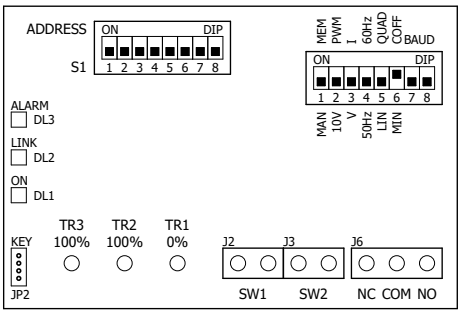 ADDRESS
ON DIP
1 2 3 4 5 6 7 8
S1
MEM PWM I 60Hz QUAD COFF BAUD
ON DIP
1 2 3 4 5 6 7 8
MAN 10V V 50Hz LIN MIN
ALARM
DL3
LINK
DL2
ON
DL1
KEY
JP2
TR3 TR2 TR1
100% 100% 0%
J2 J3 J6
SW1 SW2 NC COM NO